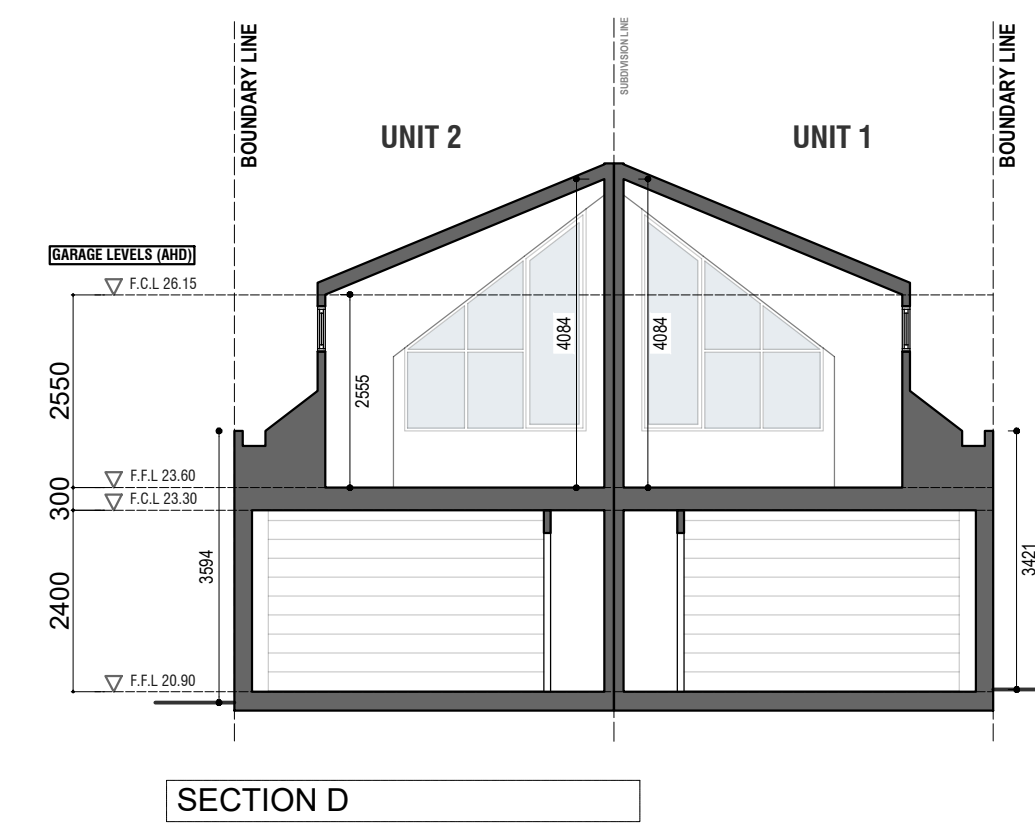 BOUNDARY LINE
SUBDIVISION LINE
BOUNDARY LINE
UNIT 2
UNIT 1
GARAGE LEVELS (AHD)
F.C.L 26.15
4084
4084
2550
2555
F.F.L 23.60
300
F.C.L 23.30
3594
3421
2400
F.F.L 20.90
SECTION D